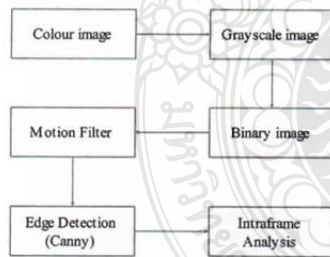 Colour image
Grayscale image
Motion Filter
Binary image
Edge Detection
(Canny)
Intraframe
Analysis